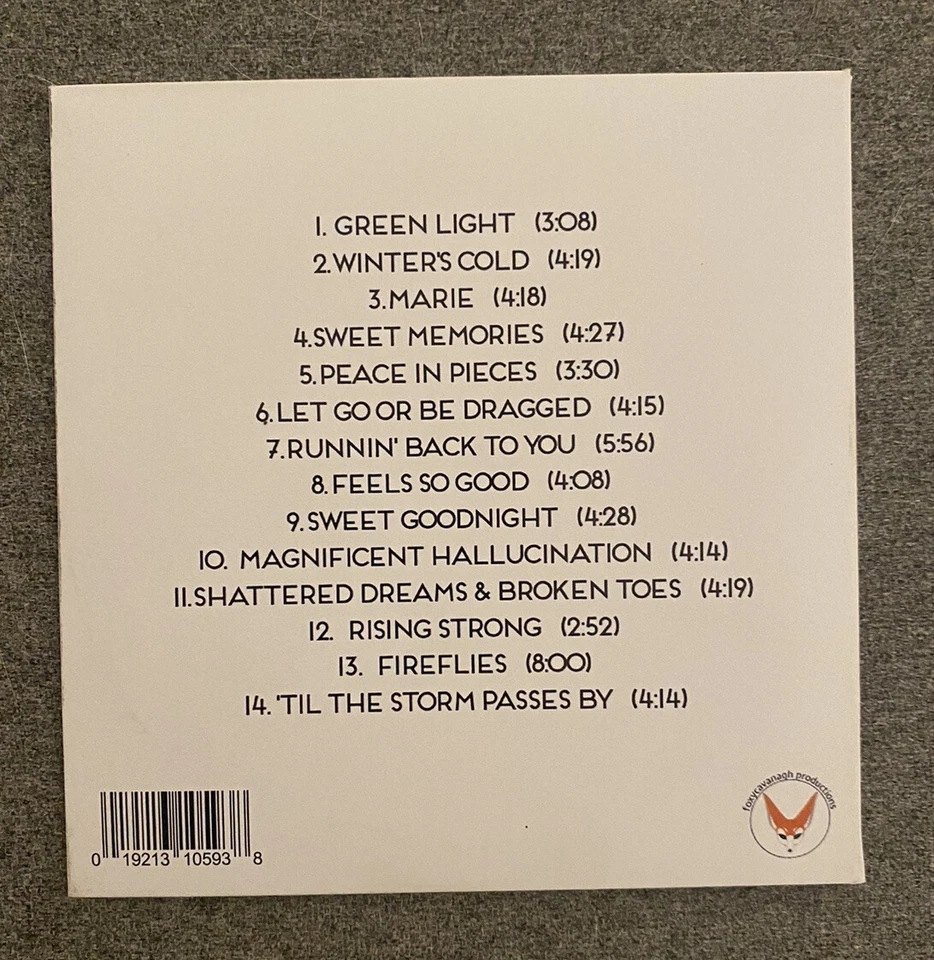 1. GREEN LIGHT (3:08)
2.WINTER'S COLD (4:19)
3.MARIE (4:18)
4.SWEET MEMORIES (4:27)
5.PEACE IN PIECES (3:30)
6.LET GO OR BE DRAGGED (4:15)
7.RUNNIN' BACK TO YOU (5:56)
8.FEELS SO GOOD (4:08)
9.SWEET GOODNIGHT (4:28)
10. MAGNIFICENT HALLUCINATION (4:14)
11.SHATTERED DREAMS & BROKEN TOES (4:19)
12. RISING STRONG (2:52)
13. FIREFLIES (8:00)
14. 'TIL THE STORM PASSES BY (4:14)
foxycavanagh productions
0 19213 10593 8